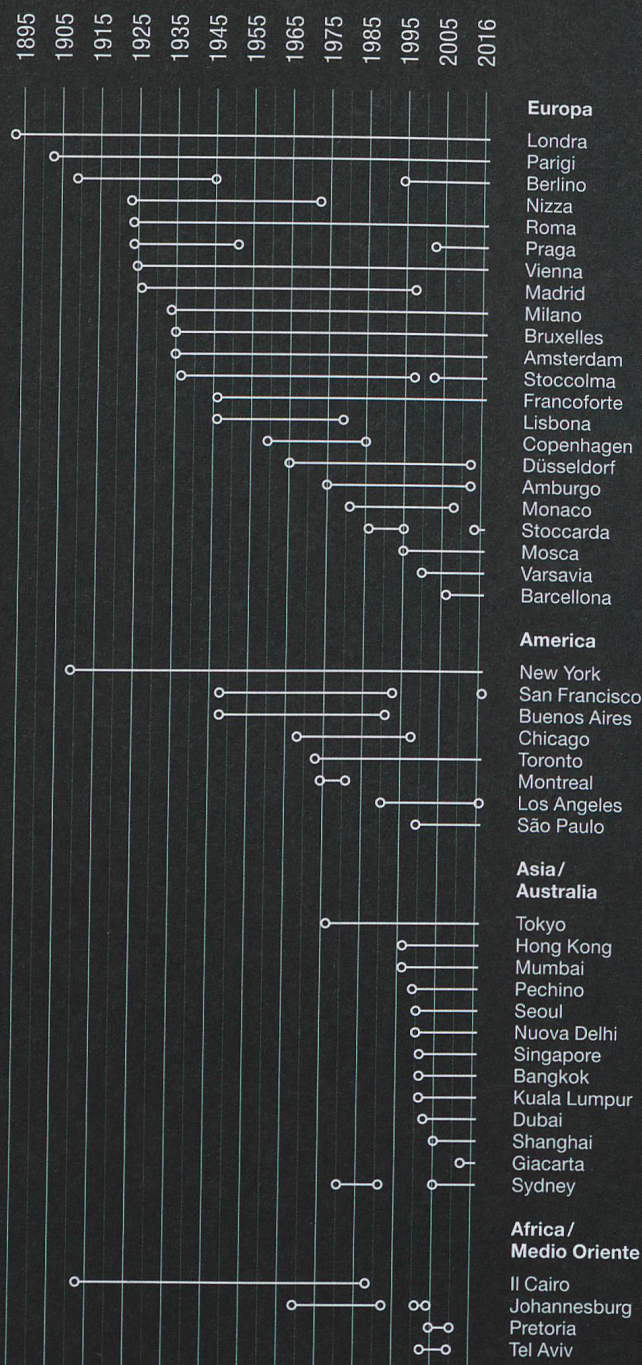 1895
1905
1915
1925
1935
1945
1955
1965
1975
1985
1995
2005
2016
Europa
Londra
Parigi
Berlino
Nizza
Roma
Praga
Vienna
Madrid
Milano
Bruxelles
Amsterdam
Stoccolma
Francoforte
Lisbona
Copenhagen
Düsseldorf
Amburgo
Monaco
Stoccarda
Mosca
Varsavia
Barcellona
America
New York
San Francisco
Buenos Aires
Chicago
Toronto
Montreal
Los Angeles
São Paulo
Asia/
Australia
Tokyo
Hong Kong
Mumbai
Pechino
Seoul
Nuova Delhi
Singapore
Bangkok
Kuala Lumpur
Dubai
Shanghai
Giacarta
Sydney
Africa/
Medio Oriente
Il Cairo
Johannesburg
Pretoria
Tel Aviv